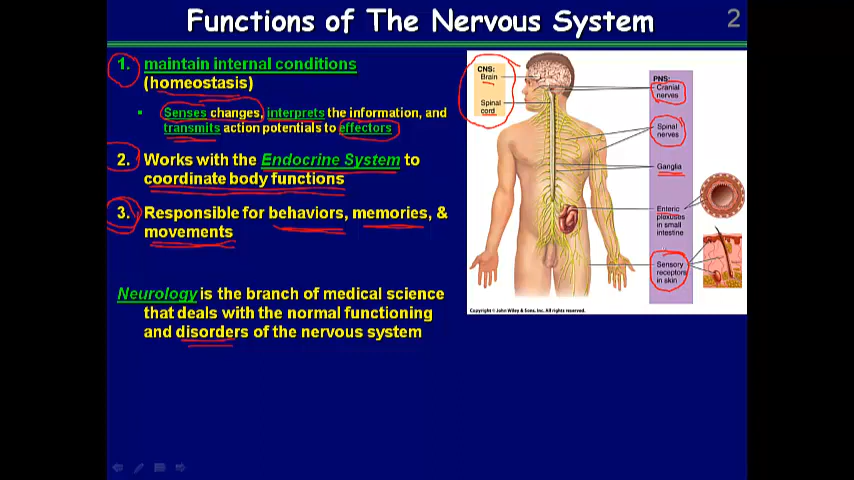 Functions of The Nervous System
2
1. maintain internal conditions
(homeostasis)
Senses changes, interprets the information, and
transmits action potentials to effectors
2. Works with the Endocrine System to
coordinate body functions
3. Responsible for behaviors, memories, &
movements
Neurology is the branch of medical science
that deals with the normal functioning
and disorders of the nervous system
CNS:
Brain
Spinal
cord
PNS:
Cranial
nerves
Spinal
nerves
Ganglia
Enteric
plexuses
in small
intestine
Sensory
receptors
in skin
Copyright © John Wiley & Sons, Inc. All rights reserved.